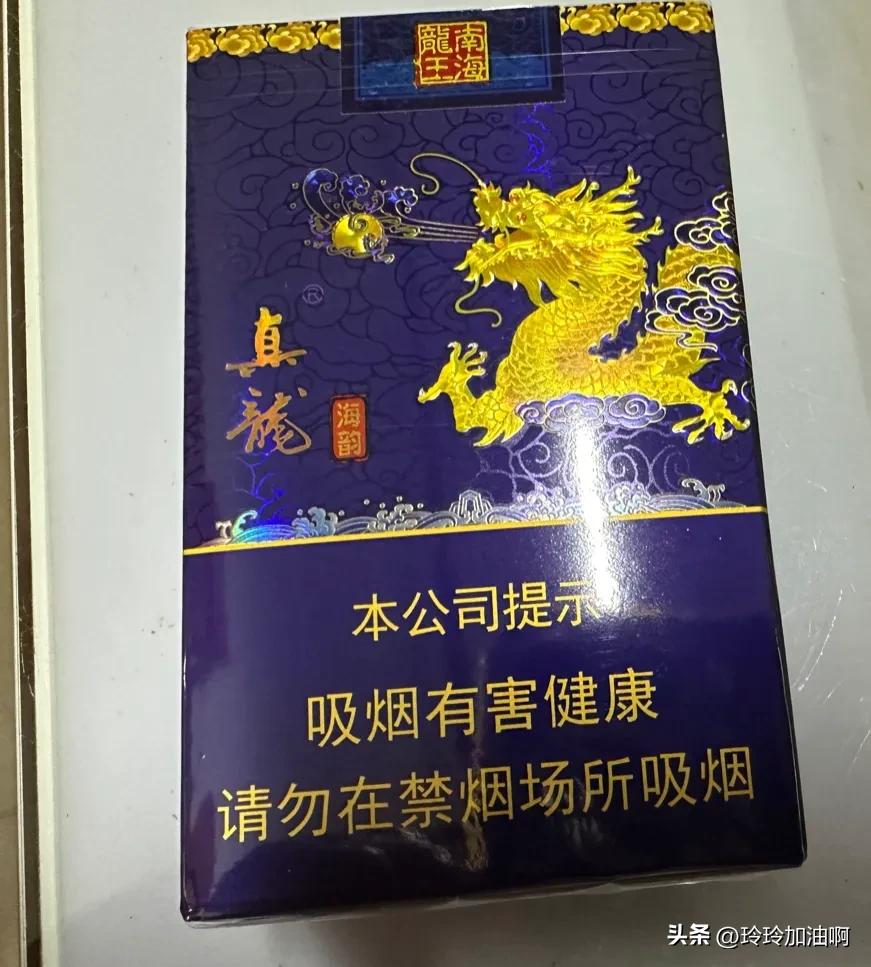 南海
龍王
®
真龍
海韵
本公司提示
吸烟有害健康
请勿在禁烟场所吸烟
头条 @玲玲加油啊